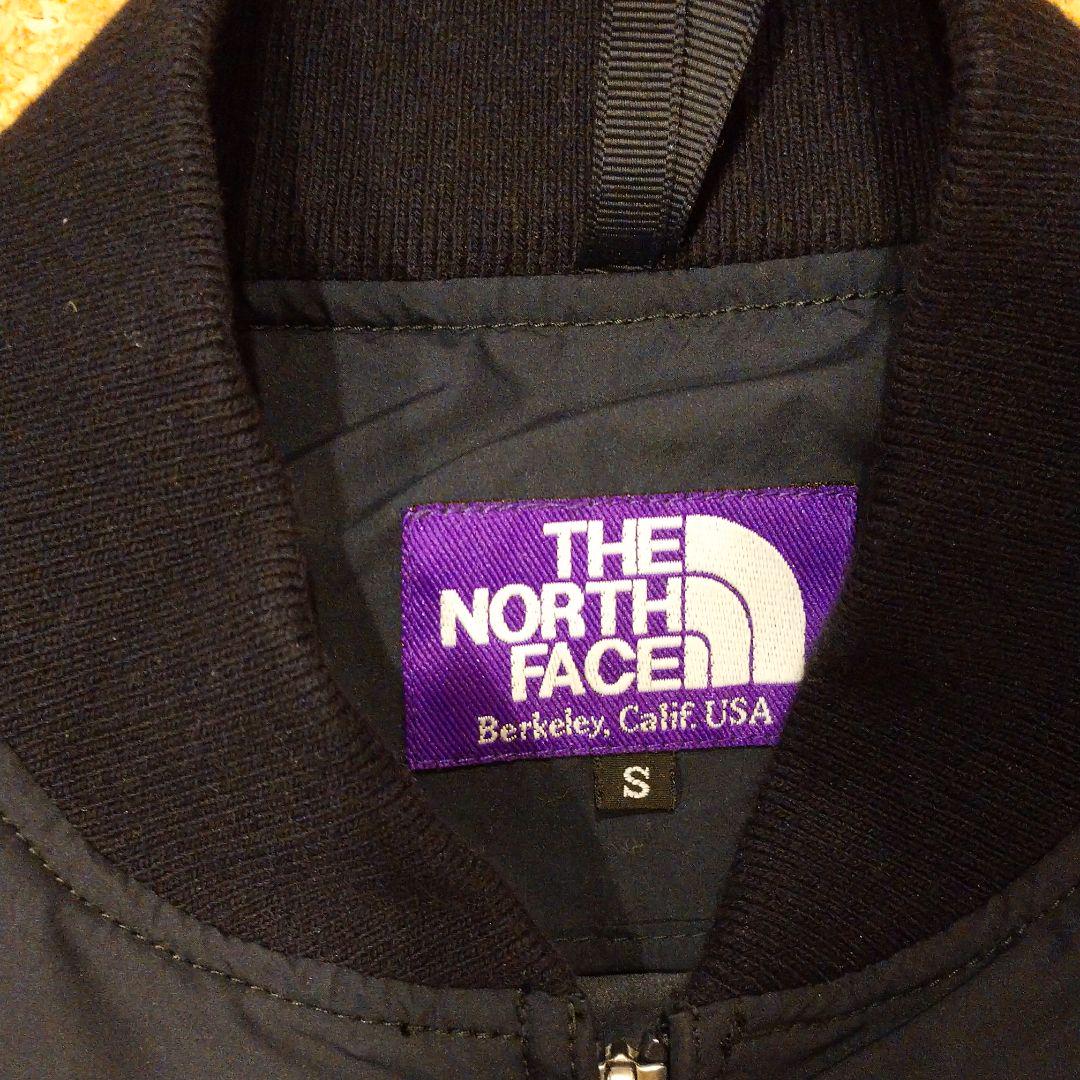 THE
NORTH
FACE
Berkeley, Calif. USA
S